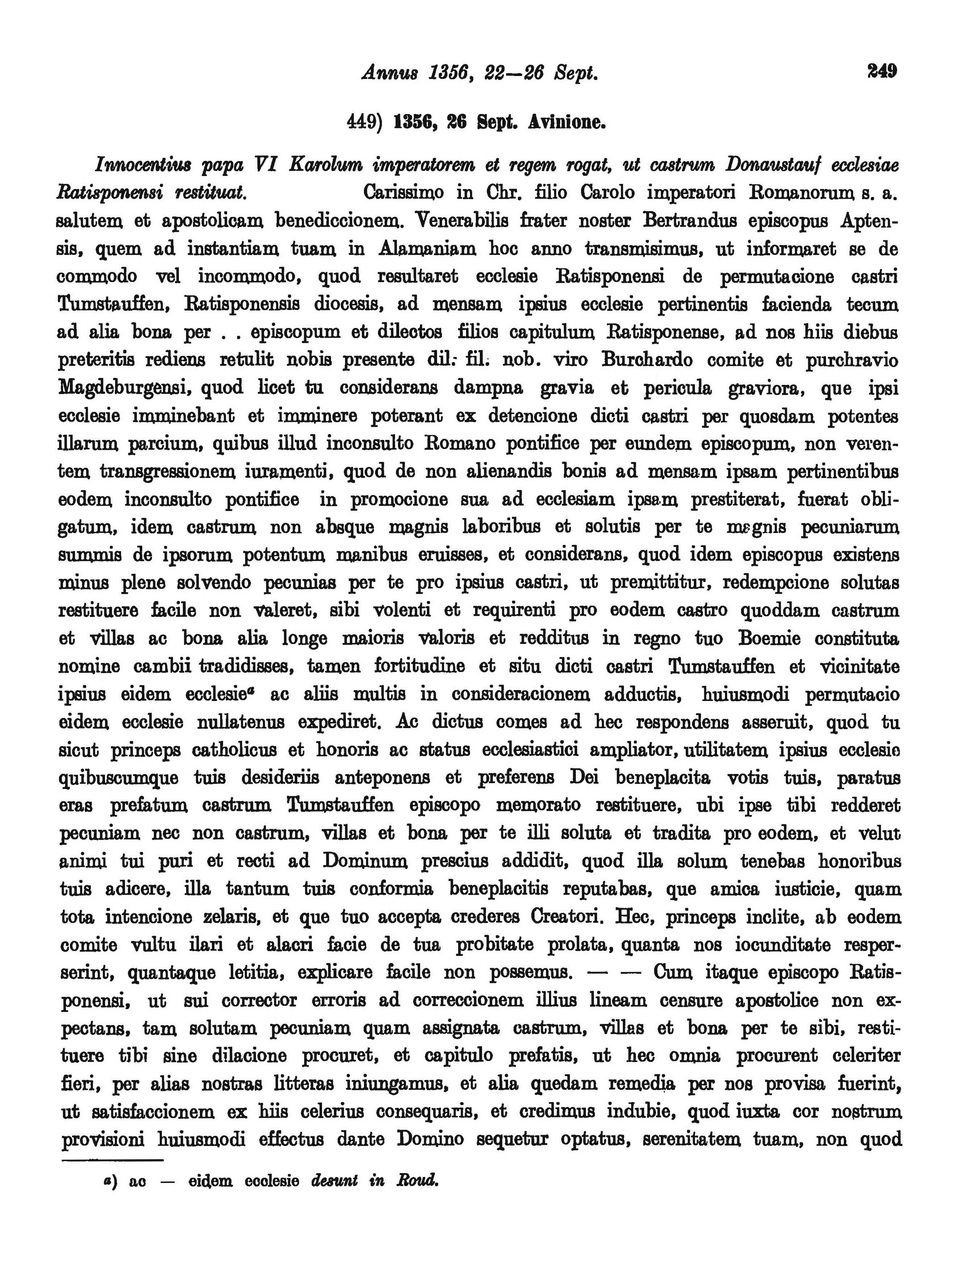 Annus 1356, 22—26 Sept. 249
449) 1356, 26 Sept. Avinione.
Innocentius papa VI Karolum imperatorem et regem rogat, ut castrum Donaustauf ecclesiae
Ratisponensi restituat. Carissimo in Chr. filio Carolo imperatori Romanorum s. a.
salutem et apostolicam benediccionem. Venerabilis frater noster Bertrandus episcopus Apten-
sis, quem ad instantiam tuam in Alamaniam hoc anno transmisimus, ut informaret se de
commodo vel incommodo, quod resultaret ecclesie Ratisponensi de permutacione castri
Tumstauffen, Ratisponensis diocesis, ad mensam ipsius ecclesie pertinentis facienda tecum
ad alia bona per . . episcopum et dilectos filios capitulum Ratisponense, ad nos hiis diebus
preteritis rediens retulit nobis presente dil. fil. nob. viro Burchardo comite et purchravio
Magdeburgensi, quod licet tu considerans dampna gravia et pericula graviora, que ipsi
ecclesie imminebant et imminere poterant ex detencione dicti castri per quosdam potentes
illarum parcium, quibus illud inconsulto Romano pontifice per eundem episcopum, non veren-
tem transgressionem iuramenti, quod de non alienandis bonis ad mensam ipsam pertinentibus
eodem inconsulto pontifice in promocione sua ad ecclesiam ipsam prestiterat, fuerat obli-
gatum, idem castrum non absque magnis laboribus et solutis per te magnis pecuniarum
summis de ipsorum potentum manibus eruisses, et considerans, quod idem episcopus existens
minus plene solvendo pecunias per te pro ipsius castri, ut premittitur, redempcione solutas
restituere facile non valeret, sibi volenti et requirenti pro eodem castro quoddam castrum
et villas ac bona alia longe maioris valoris et redditus in regno tuo Boemie constituta
nomine cambii tradidisses, tamen fortitudine et situ dicti castri Tumstauffen et vicinitate
ipsius eidem ecclesieª ac aliis multis in consideracionem adductis, huiusmodi permutacio
eidem ecclesie nullatenus expediret. Ac dictus comes ad hec respondens asseruit, quod tu
sicut princeps catholicus et honoris ac status ecclesiastici ampliator, utilitatem ipsius ecclesie
quibuscumque tuis desideriis anteponens et preferens Dei beneplacita votis tuis, paratus
eras prefatum castrum Tumstauffen episcopo memorato restituere, ubi ipse tibi redderet
pecuniam nec non castrum, villas et bona per te illi soluta et tradita pro eodem, et velut
animi tui puri et recti ad Dominum prescius addidit, quod illa solum tenebas honoribus
tuis adicere, illa tantum tuis conformia beneplacitis reputabas, que amica iusticie, quam
tota intencione zelaris, et que tuo accepta crederes Creatori. Hec, princeps inclite, ab eodem
comite vultu ilari et alacri facie de tua probitate prolata, quanta nos iocunditate resper-
serint, quantaque letitia, explicare facile non possemus. — — Cum itaque episcopo Ratis-
ponensi, ut sui corrector erroris ad correccionem illius lineam censure apostolice non ex-
pectans, tam solutam pecuniam quam assignata castrum, villas et bona per te sibi, resti-
tuere tibi sine dilacione procuret, et capitulo prefatis, ut hec omnia procurent celeriter
fieri, per alias nostras litteras iniungamus, et alia quedam remedia per nos provisa fuerint,
ut satisfaccionem ex hiis celerius consequaris, et credimus indubie, quod iuxta cor nostrum
provisioni huiusmodi effectus dante Domino sequetur optatus, serenitatem tuam, non quod
a) ac — eidem ecclesie desunt in Roud.